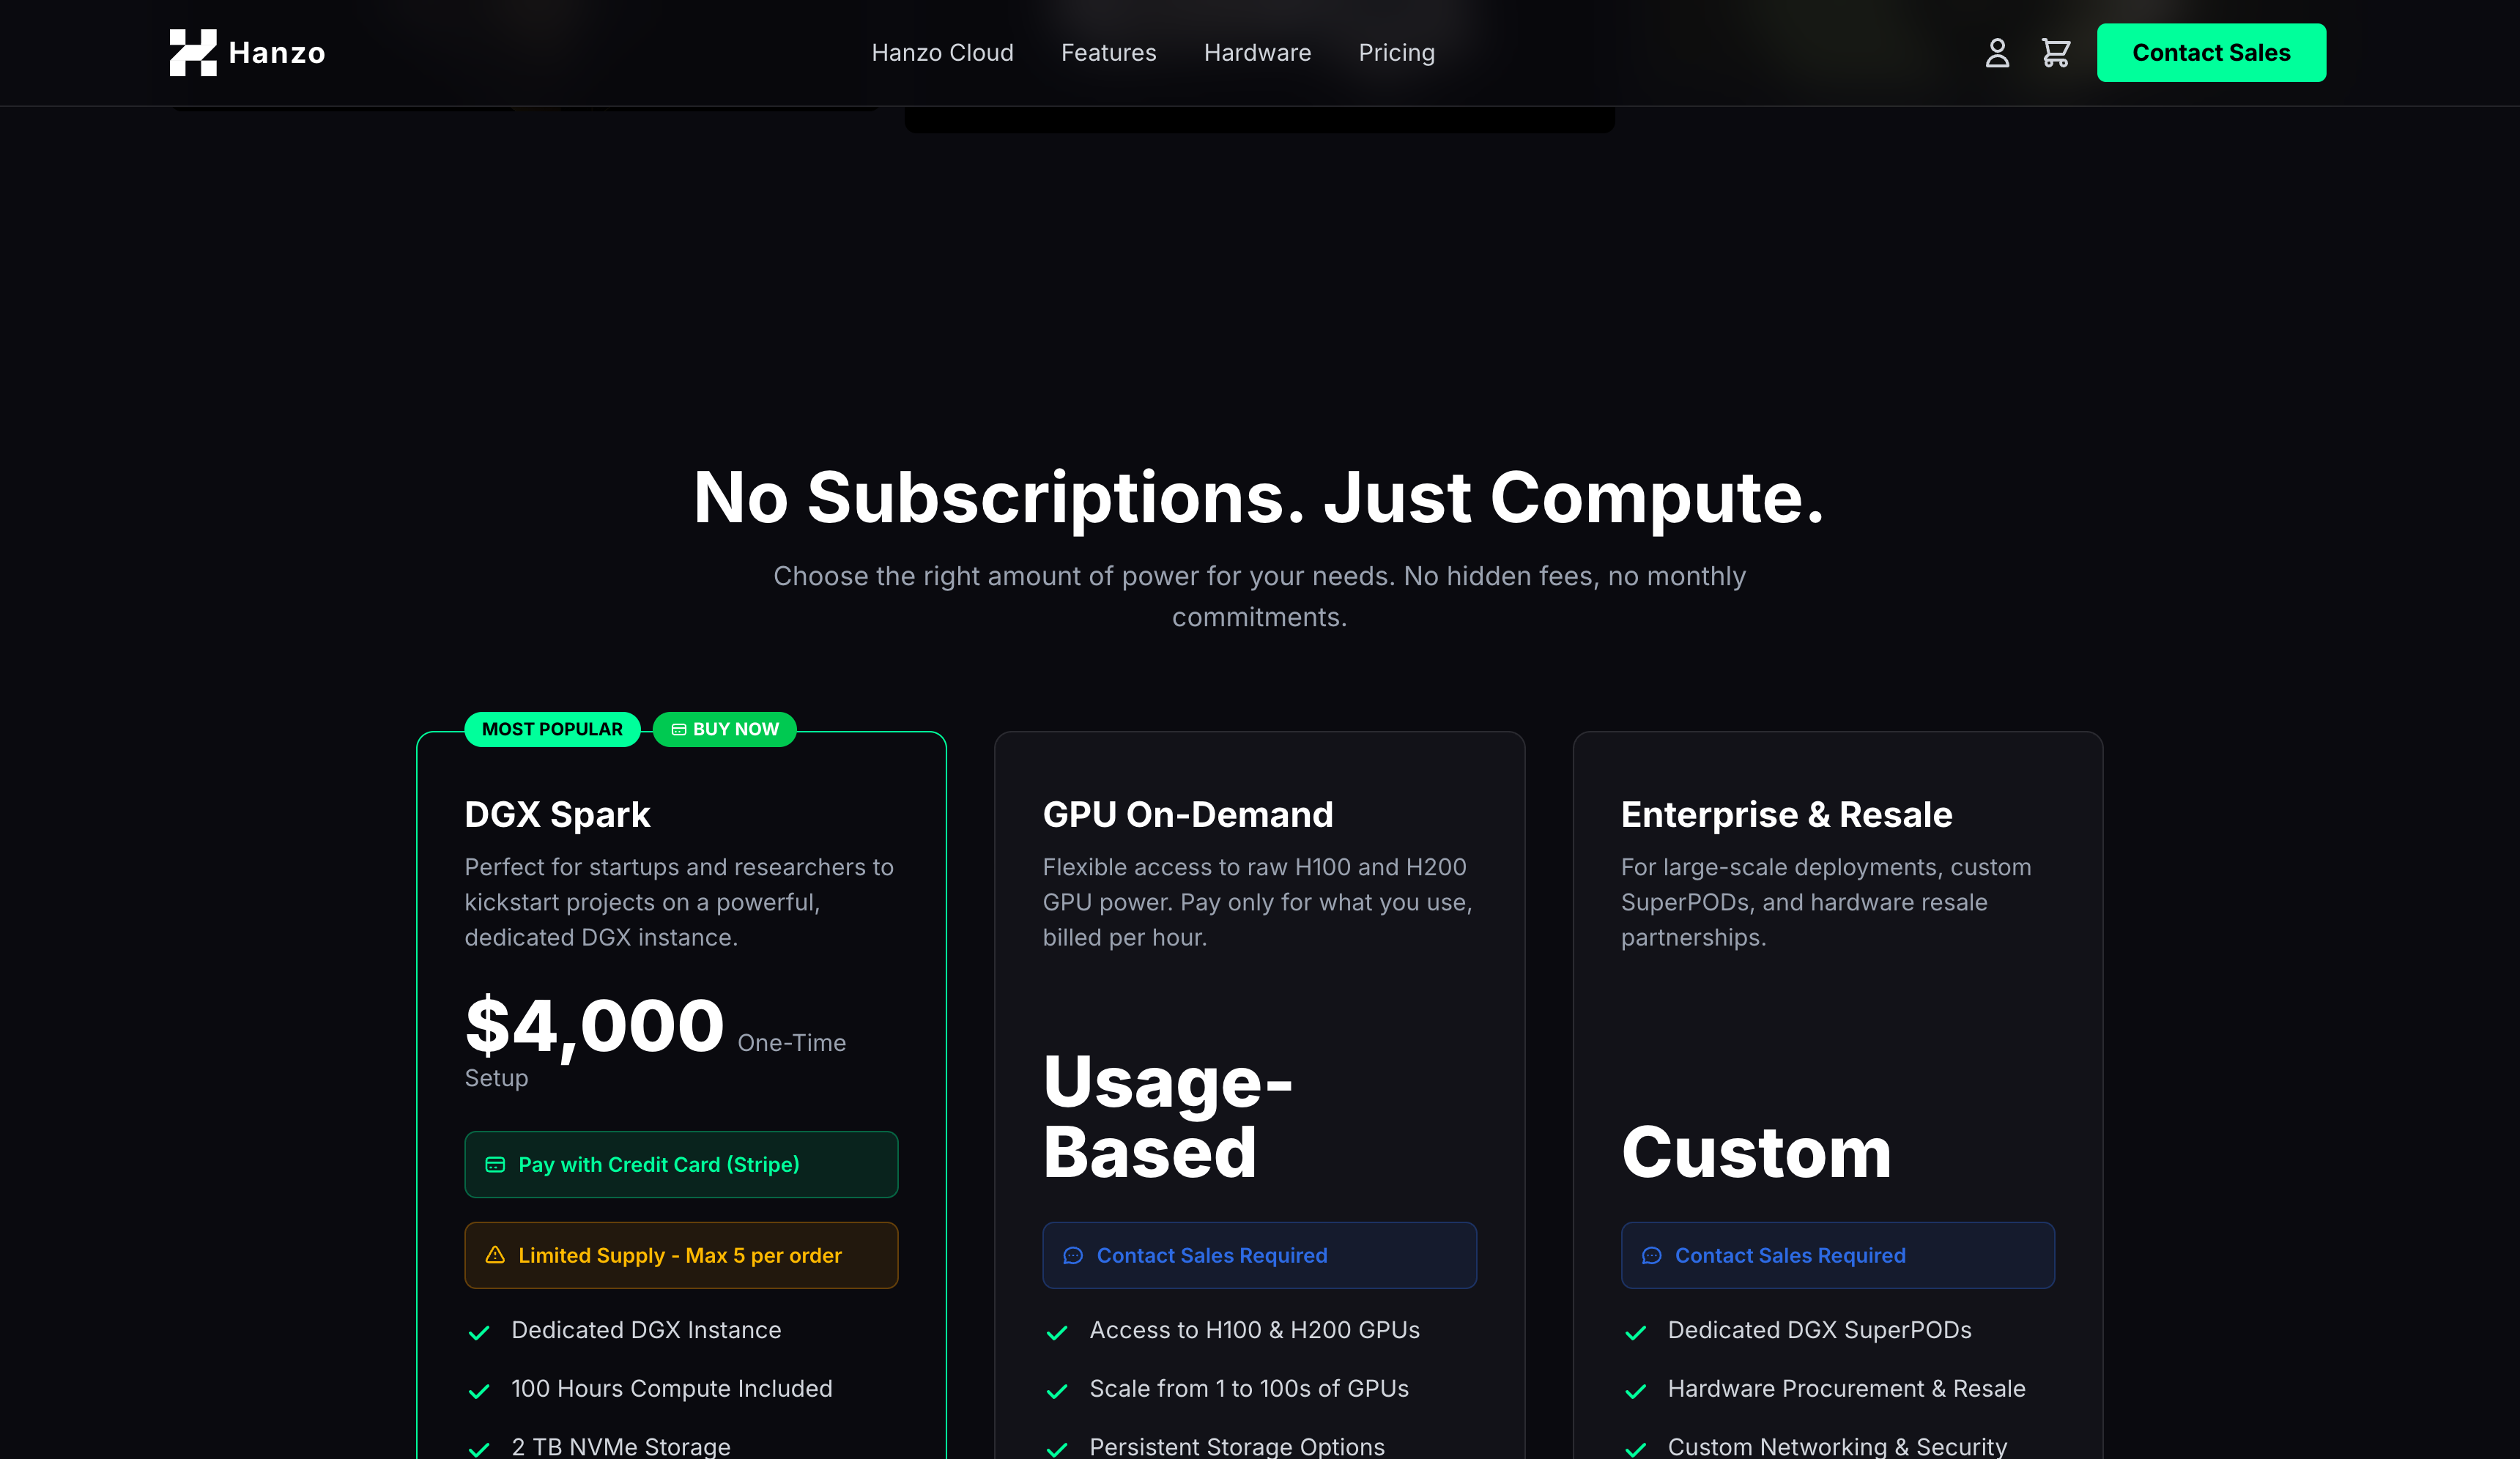 Hanzo
Hanzo Cloud
Features
Hardware
Pricing
Contact Sales
No Subscriptions. Just Compute.
Choose the right amount of power for your needs. No hidden fees, no monthly
commitments.
MOST POPULAR
BUY NOW
DGX Spark
Perfect for startups and researchers to
kickstart projects on a powerful,
dedicated DGX instance.
$4,000 One-Time
Setup
Pay with Credit Card (Stripe)
Limited Supply - Max 5 per order
Dedicated DGX Instance
100 Hours Compute Included
2 TB NVMe Storage
GPU On-Demand
Flexible access to raw H100 and H200
GPU power. Pay only for what you use,
billed per hour.
Usage-
Based
Contact Sales Required
Access to H100 & H200 GPUs
Scale from 1 to 100s of GPUs
Persistent Storage Options
Enterprise & Resale
For large-scale deployments, custom
SuperPODs, and hardware resale
partnerships.
Custom
Contact Sales Required
Dedicated DGX SuperPODs
Hardware Procurement & Resale
Custom Networking & Security